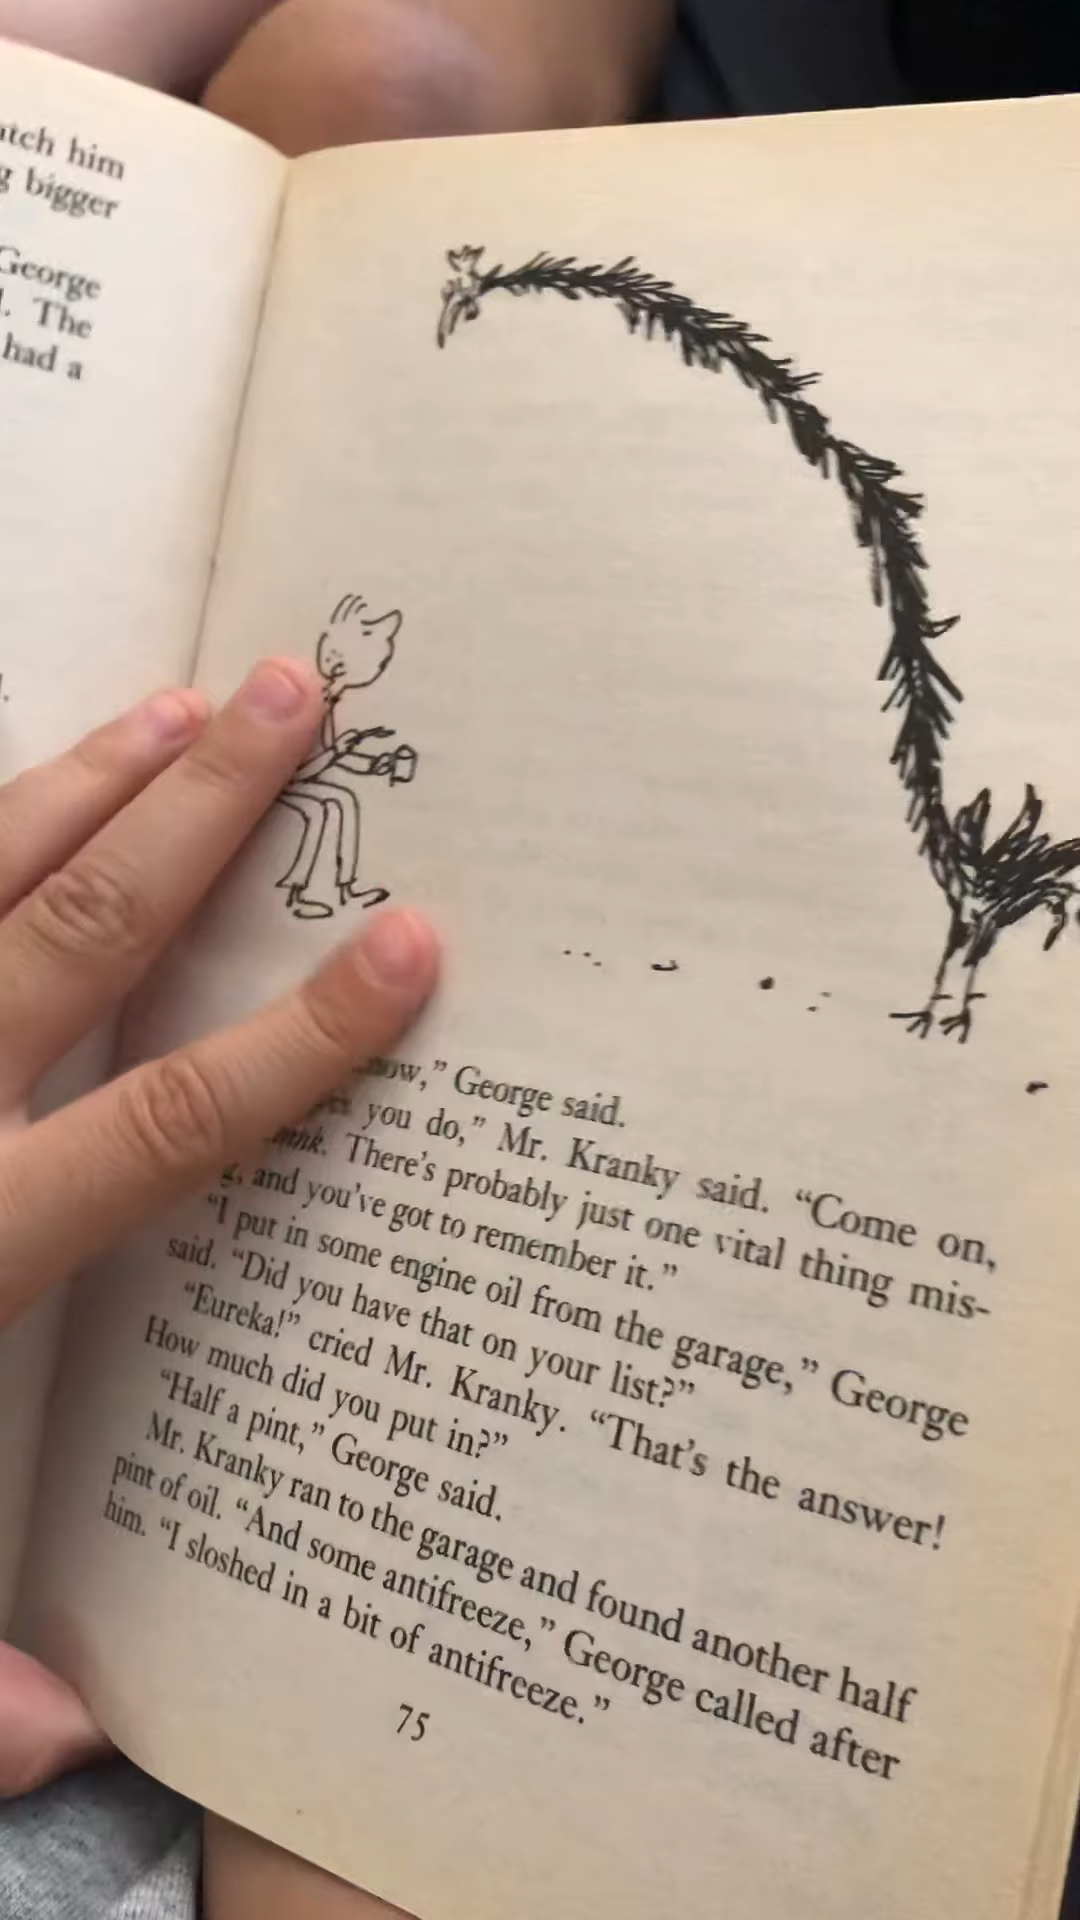 him
bigger
George
The
had a
now,” George said.
you do,” Mr. Kranky said. “Come on,
There’s probably just one vital thing mis-
and you’ve got to remember it.”
“I put in some engine oil from the garage,” George
said. “Did you have that on your list?”
“Eureka!” cried Mr. Kranky. “That’s the answer!
How much did you put in?”
“Half a pint,” George said.
Mr. Kranky ran to the garage and found another half
pint of oil. “And some antifreeze,” George called after
him. “I sloshed in a bit of antifreeze.”
75